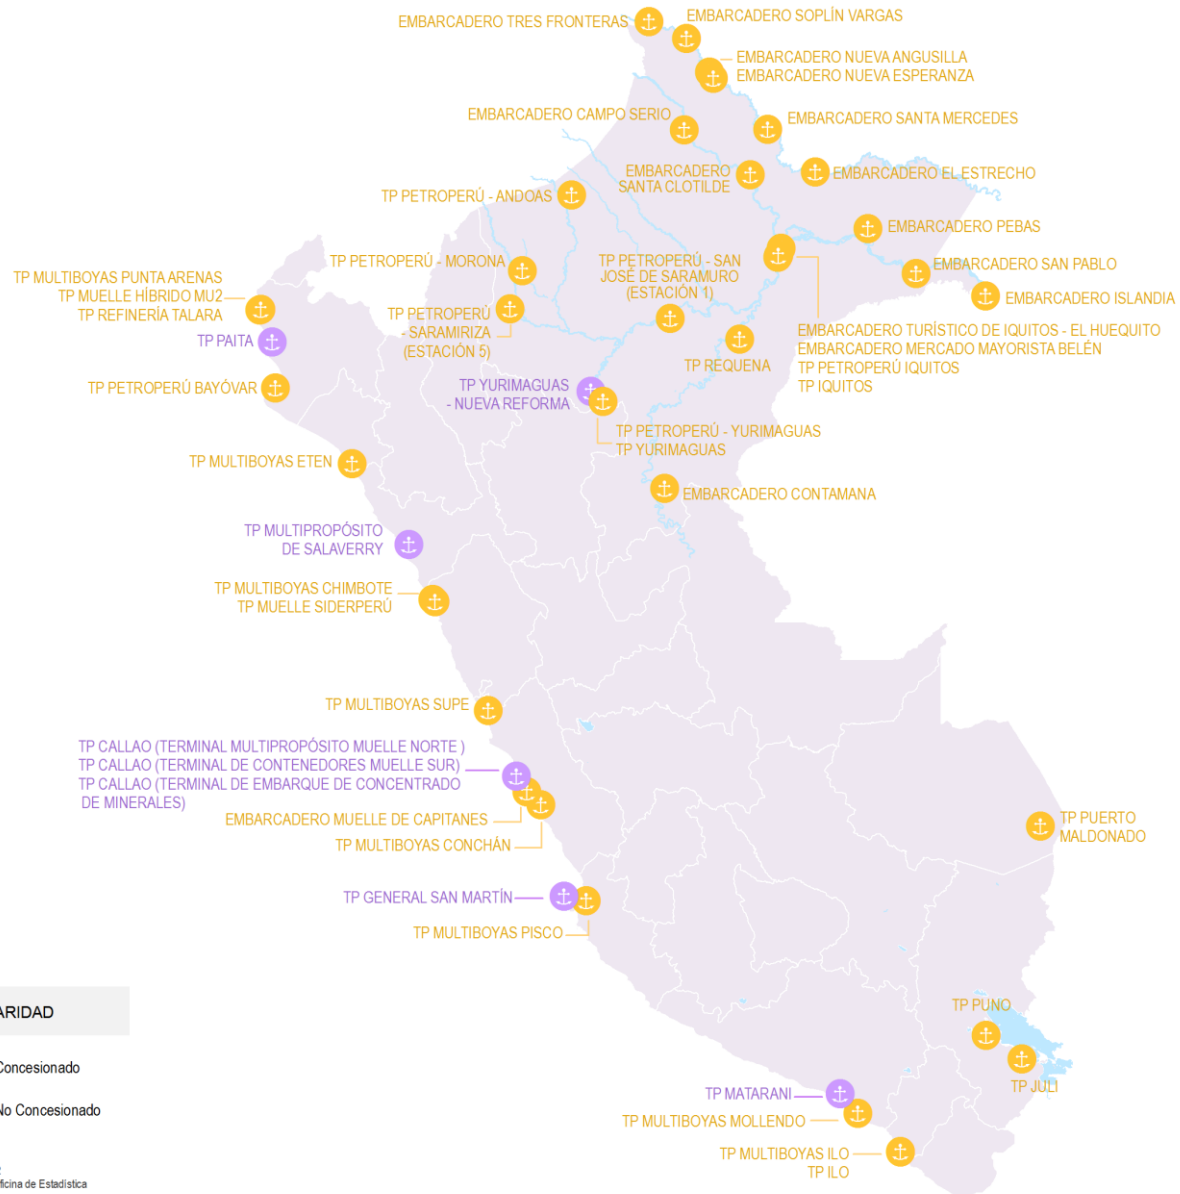 EMBARCADERO TRES FRONTERAS
EMBARCADERO SOPLÍN VARGAS
EMBARCADERO NUEVA ANGUSILLA
EMBARCADERO NUEVA ESPERANZA
EMBARCADERO CAMPO SERIO
EMBARCADERO SANTA MERCEDES
EMBARCADERO
SANTA CLOTILDE
EMBARCADERO EL ESTRECHO
TP PETROPERÚ - ANDOAS
EMBARCADERO PEBAS
TP PETROPERÚ - MORONA
TP PETROPERÚ - SAN
JOSÉ DE SARAMURO
(ESTACIÓN 1)
EMBARCADERO SAN PABLO
TP MULTIBOYAS PUNTA ARENAS
TP MUELLE HÍBRIDO MU2
TP REFINERÍA TALARA
EMBARCADERO ISLANDIA
TP PETROPERÚ
- SARAMIRIZA
(ESTACIÓN 5)
EMBARCADERO TURÍSTICO DE IQUITOS - EL HUEQUITO
EMBARCADERO MERCADO MAYORISTA BELÉN
TP PETROPERÚ IQUITOS
TP IQUITOS
TP PAITA
TP REQUENA
TP PETROPERÚ BAYÓVAR
TP YURIMAGUAS
- NUEVA REFORMA
TP PETROPERÚ - YURIMAGUAS
TP YURIMAGUAS
TP MULTIBOYAS ETEN
EMBARCADERO CONTAMANA
TP MULTIPROPÓSITO
DE SALAVERRY
TP MULTIBOYAS CHIMBOTE
TP MUELLE SIDERPERÚ
TP MULTIBOYAS SUPE
TP CALLAO (TERMINAL MULTIPROPÓSITO MUELLE NORTE )
TP CALLAO (TERMINAL DE CONTENEDORES MUELLE SUR)
TP CALLAO (TERMINAL DE EMBARQUE DE CONCENTRADO
DE MINERALES)
EMBARCADERO MUELLE DE CAPITANES
TP MULTIBOYAS CONCHÁN
TP PUERTO
MALDONADO
TP GENERAL SAN MARTÍN
TP MULTIBOYAS PISCO
ARIDAD
Concesionado
No Concesionado
ficina de Estadística
TP PUNO
TP JULI
TP MATARANI
TP MULTIBOYAS MOLLENDO
TP MULTIBOYAS ILO
TP ILO